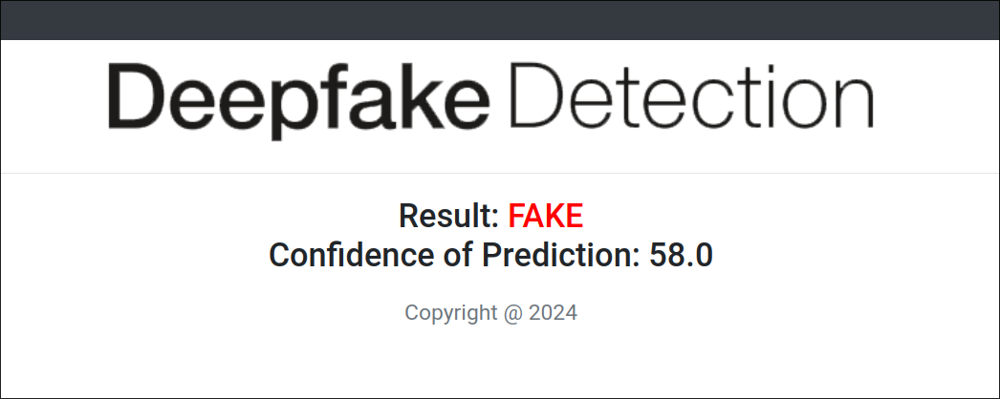 Deepfake Detection
Result: FAKE
Confidence of Prediction: 58.0
Copyright @ 2024